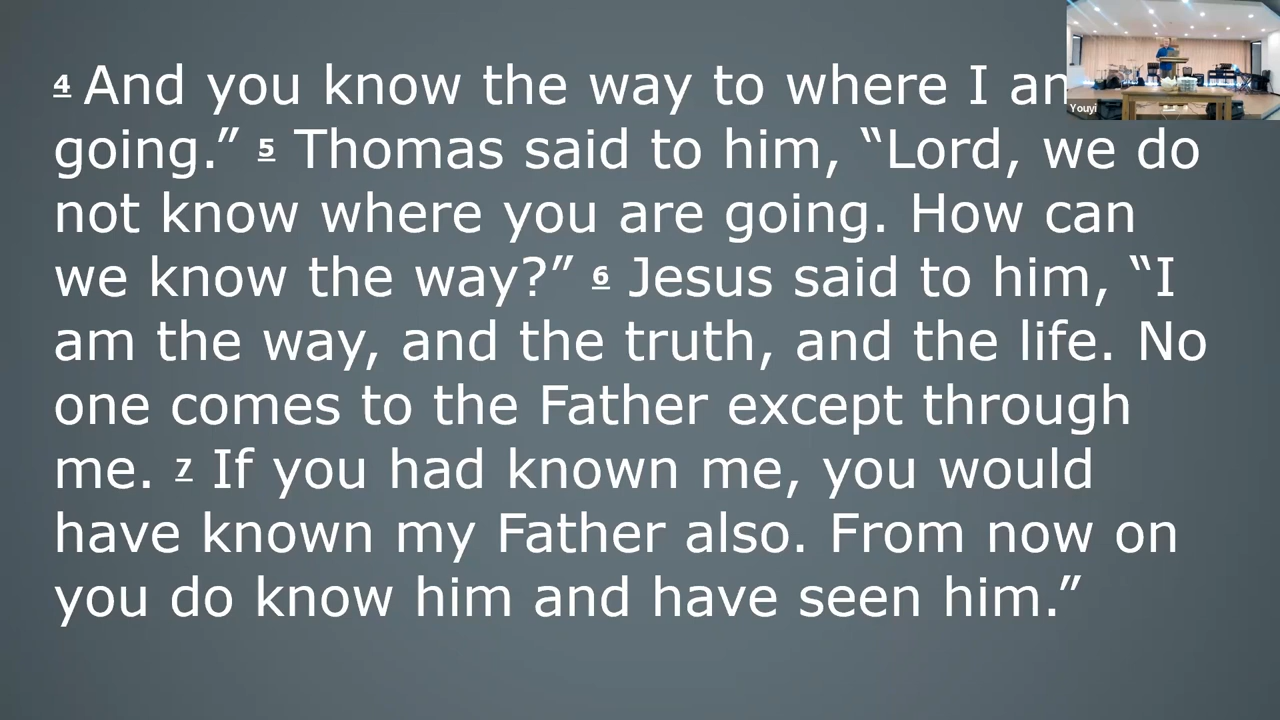 4 And you know the way to where I am
going.” 5 Thomas said to him, “Lord, we do
not know where you are going. How can
we know the way?” 6 Jesus said to him, “I
am the way, and the truth, and the life. No
one comes to the Father except through
me. 7 If you had known me, you would
have known my Father also. From now on
you do know him and have seen him.”
Youyi